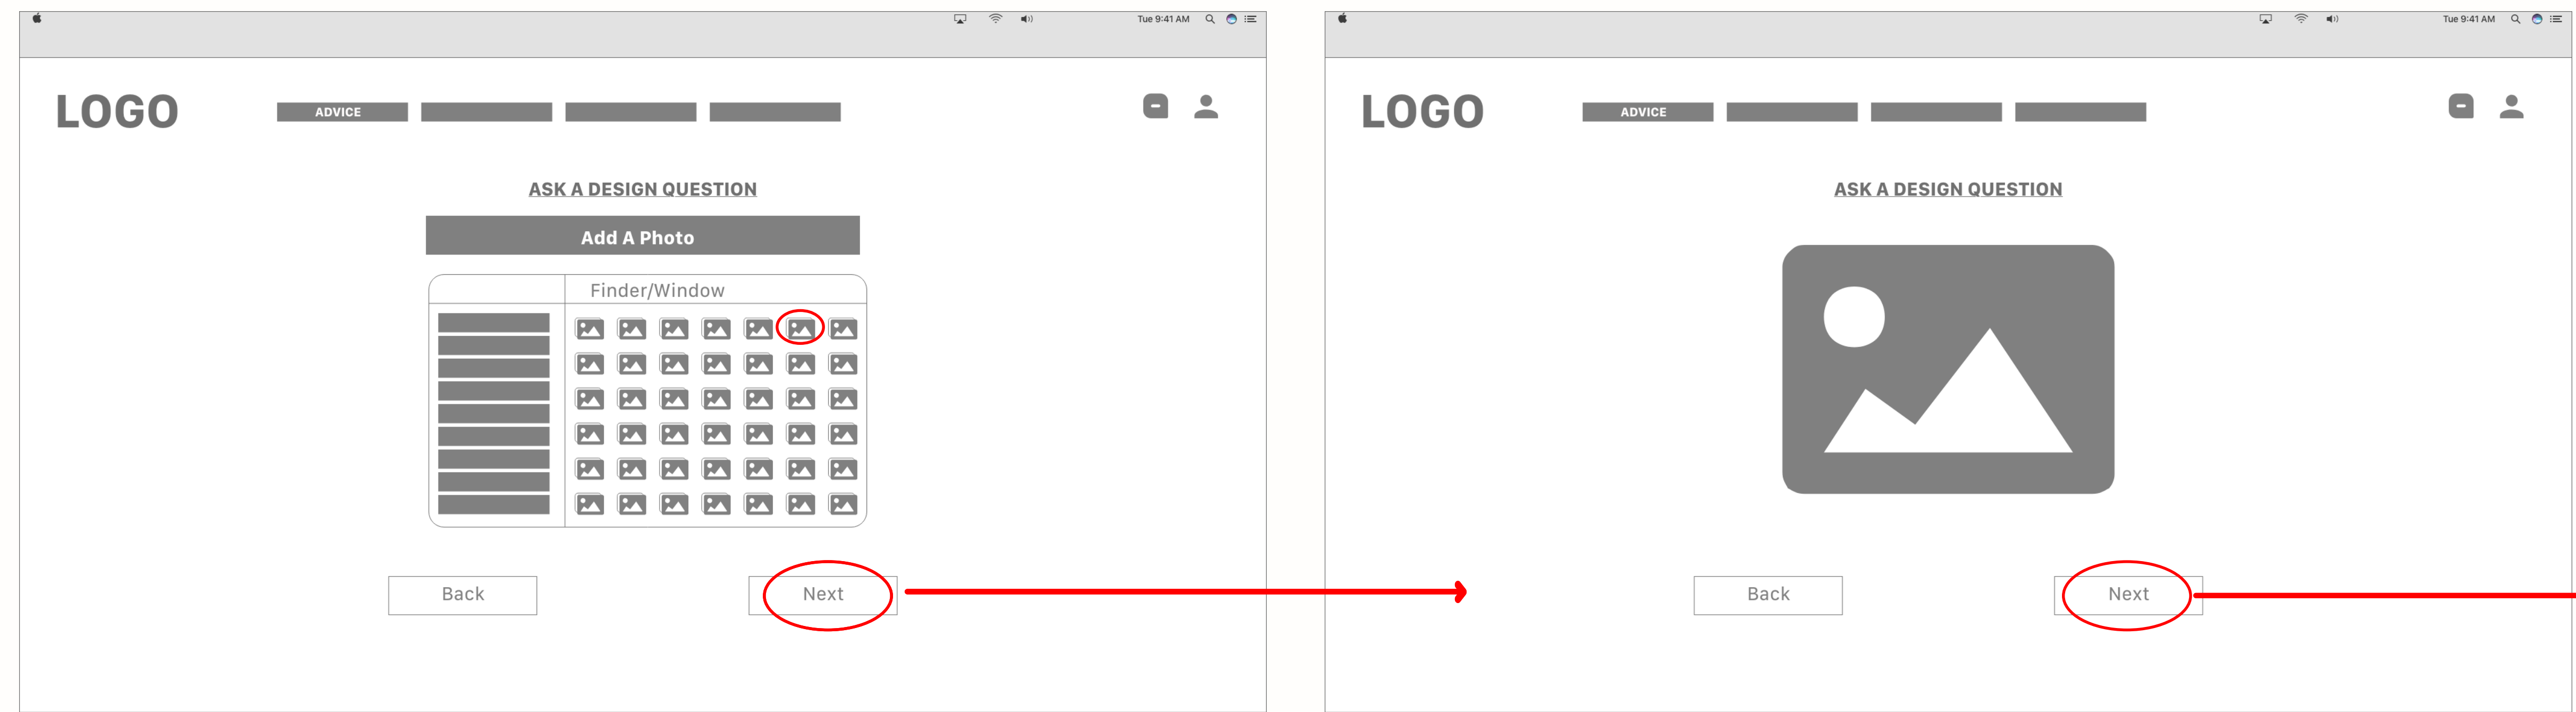 Tue 9:41 AM
LOGO
ADVICE
ASK A DESIGN QUESTION
Add A Photo
Finder/Window
Back
Next
Tue 9:41 AM
LOGO
ADVICE
ASK A DESIGN QUESTION
Back
Next